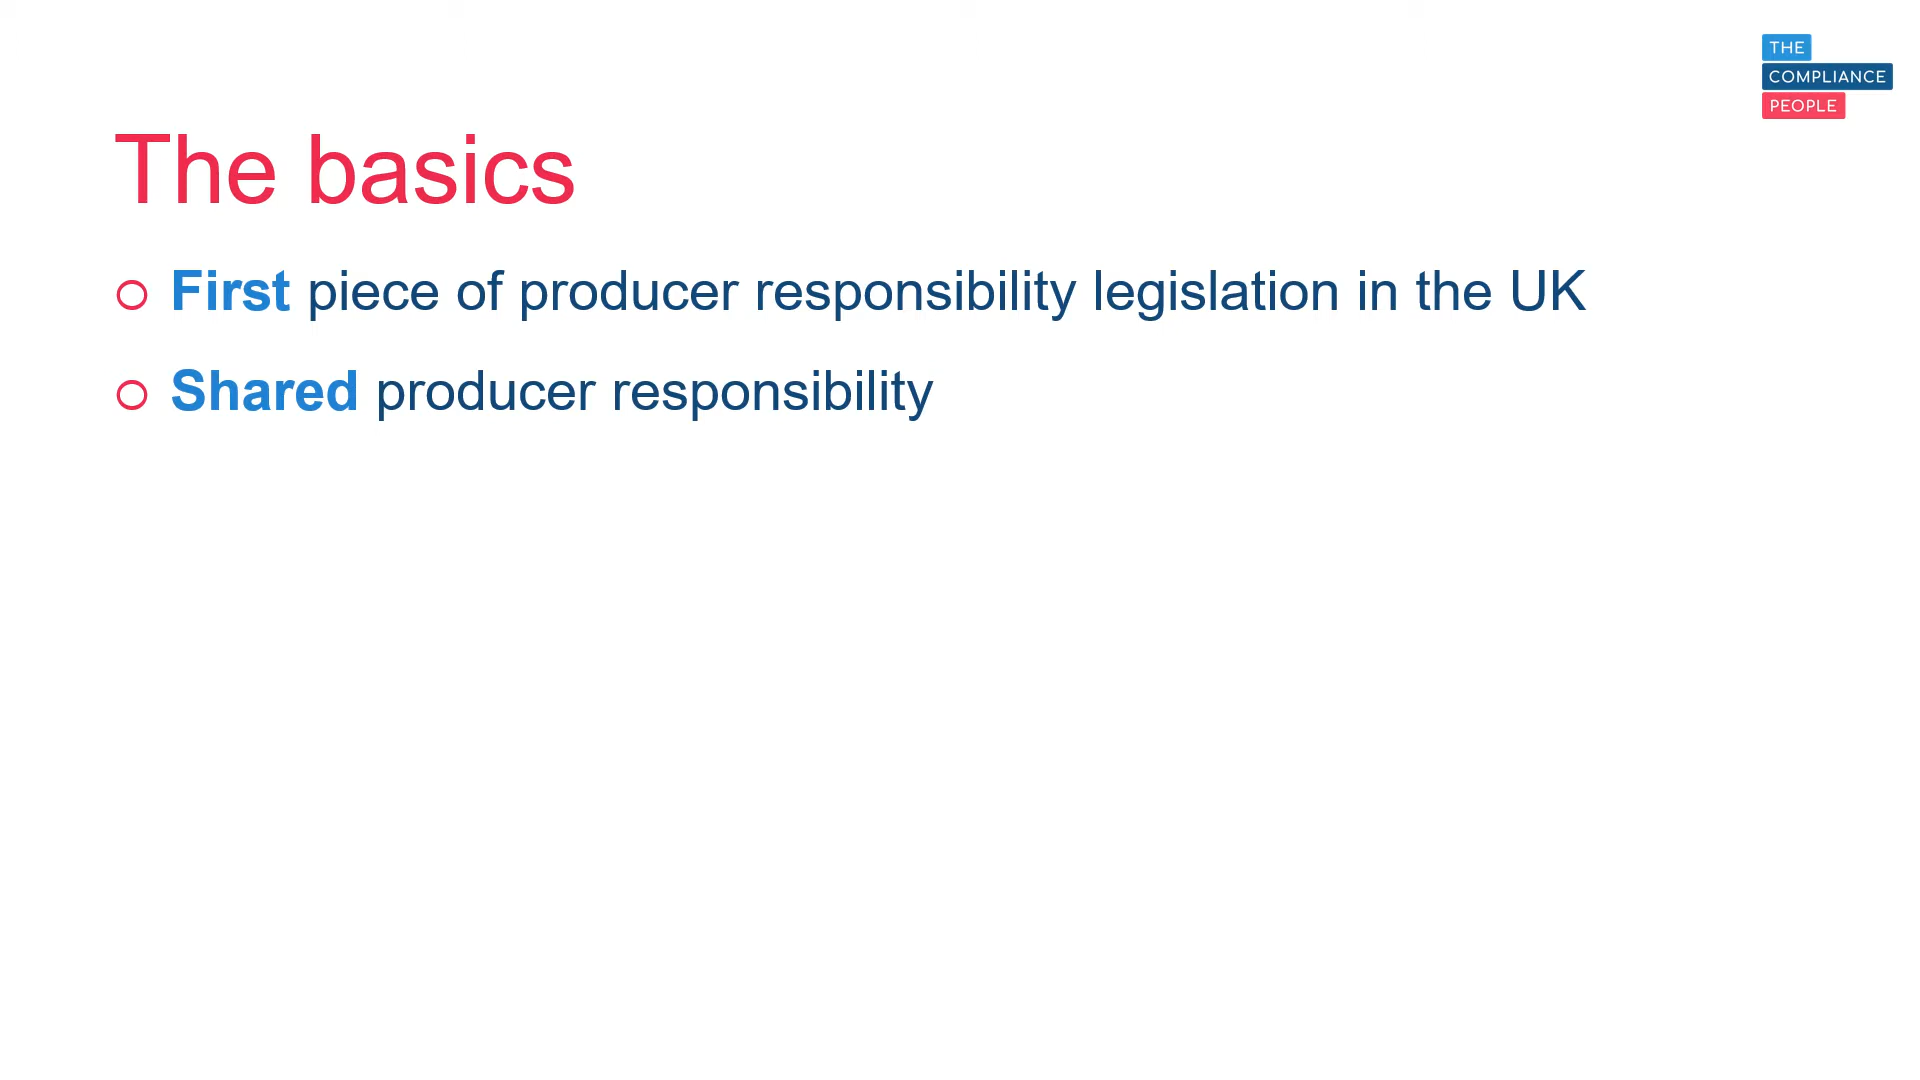 THE
COMPLIANCE
PEOPLE
The basics
First piece of producer responsibility legislation in the UK
Shared producer responsibility